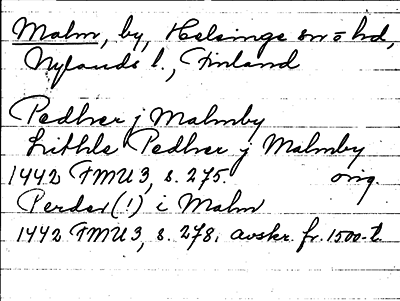 Malm, by, Helsinge sn o hd,
Nylands l., Finland
Pedher j Malmby
Lithle Pedher j Malmby
1442 FMU 3, s. 275. orig.
Perdar(!) i Malm
1442 FMU 3, s. 278. avskr. fr. 1500-t.